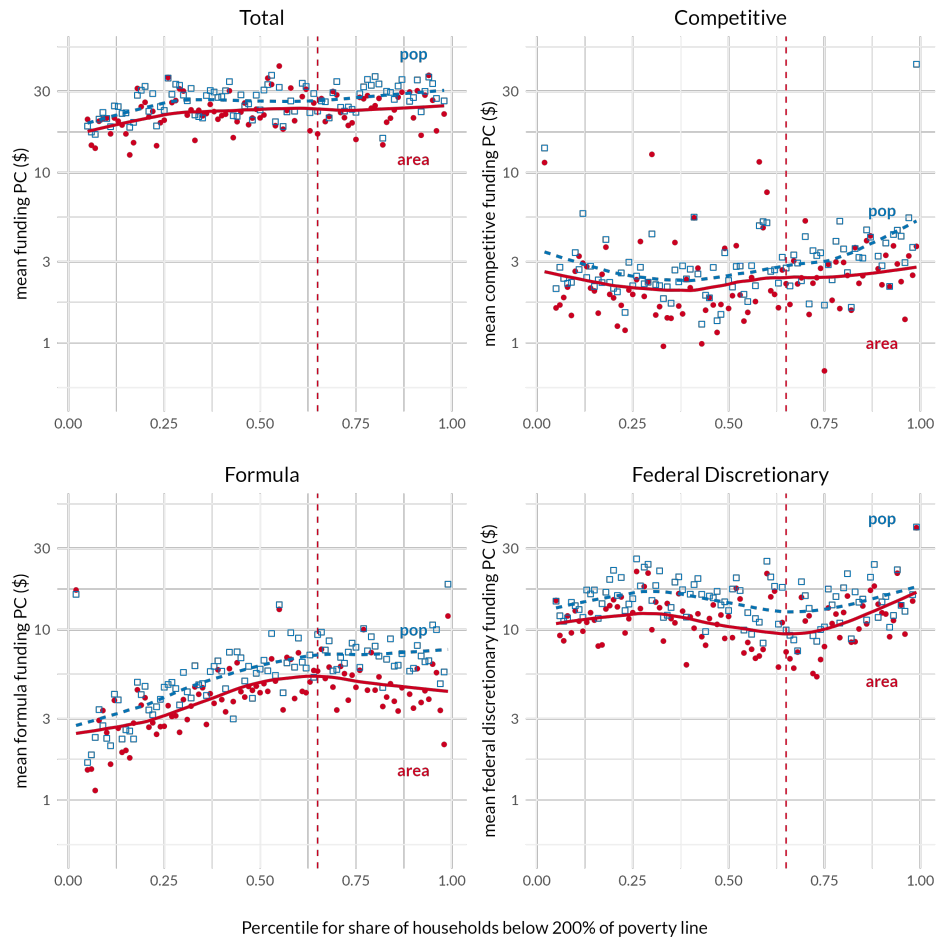 Total
mean funding PC ($)
30
10
3
1
pop
area
0.00 0.25 0.50 0.75 1.00
Competitive
mean competitive funding PC ($)
30
10
3
1
pop
area
0.00 0.25 0.50 0.75 1.00
Formula
mean formula funding PC ($)
30
10
3
1
pop
area
0.00 0.25 0.50 0.75 1.00
Federal Discretionary
mean federal discretionary funding PC ($)
30
10
3
1
pop
area
0.00 0.25 0.50 0.75 1.00
Percentile for share of households below 200% of poverty line